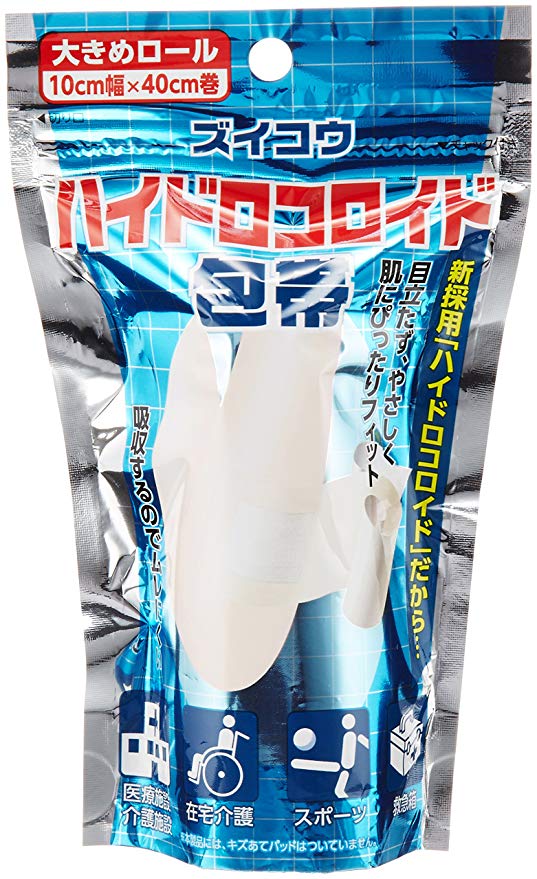 大きめロール
10cm幅×40cm巻
ズイコウ
ハイドロコロイド
包帯
新採用「ハイドロコロイド」だから…
目立たず、やさしく
肌にぴったりフィット
吸収するのでムレにくい
医療施設
介護施設
在宅介護
スポーツ
救急箱
本製品には、キズあてパッドはついていません。